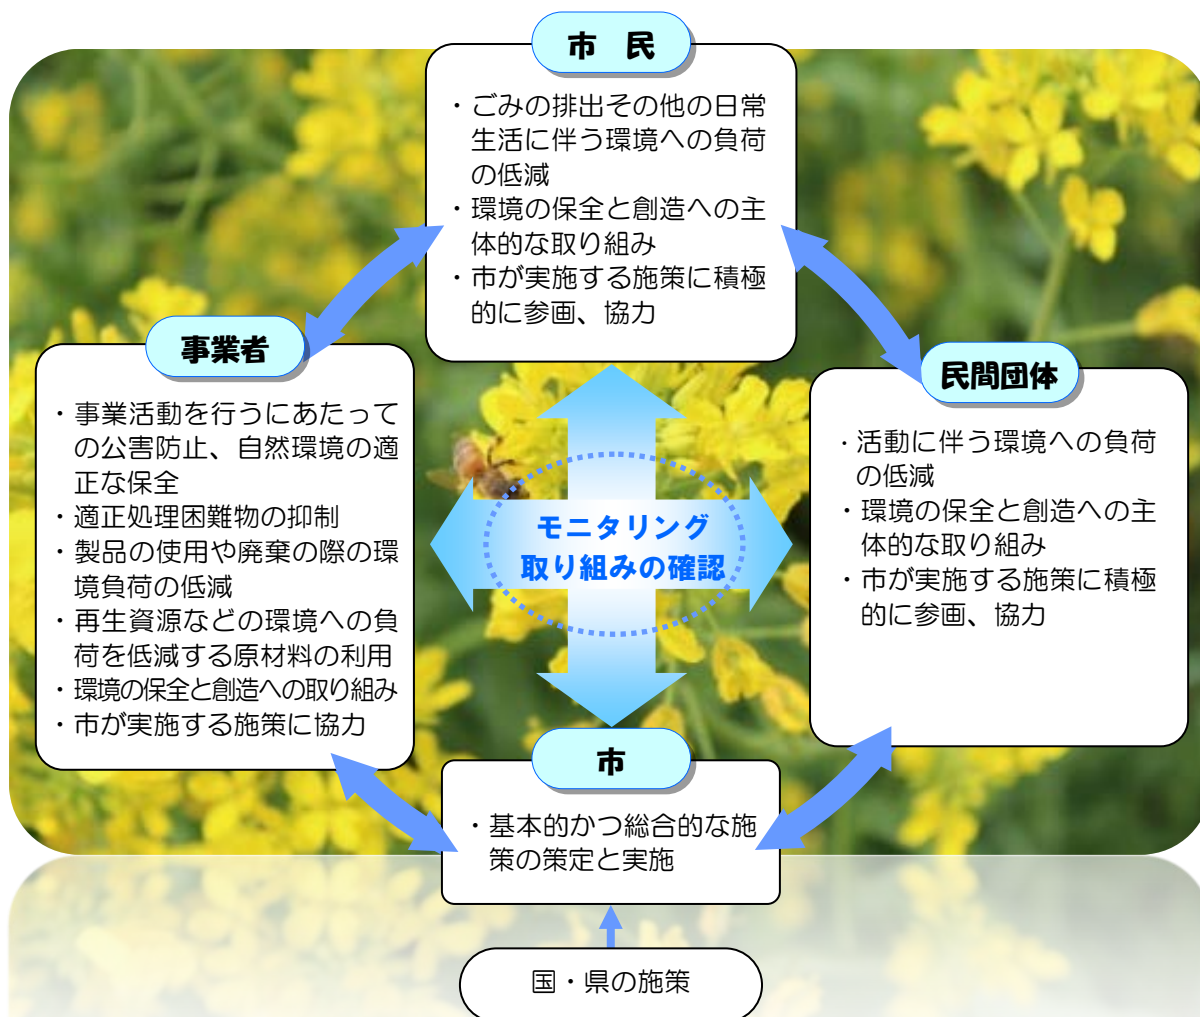 市 民
・ごみの排出その他の日常
生活に伴う環境への負荷
の低減
・環境の保全と創造への主
体的な取り組み
・市が実施する施策に積極
的に参画、協力
事業者
・事業活動を行うにあたって
の公害防止、自然環境の適
正な保全
・適正処理困難物の抑制
・製品の使用や廃棄の際の環
境負荷の低減
・再生資源などの環境への負
荷を低減する原材料の利用
・環境の保全と創造への取り組み
・市が実施する施策に協力
モニタリング
取り組みの確認
民間団体
・活動に伴う環境への負荷
の低減
・環境の保全と創造への主
体的な取り組み
・市が実施する施策に積極
的に参画、協力
市
・基本的かつ総合的な施
策の策定と実施
国・県の施策